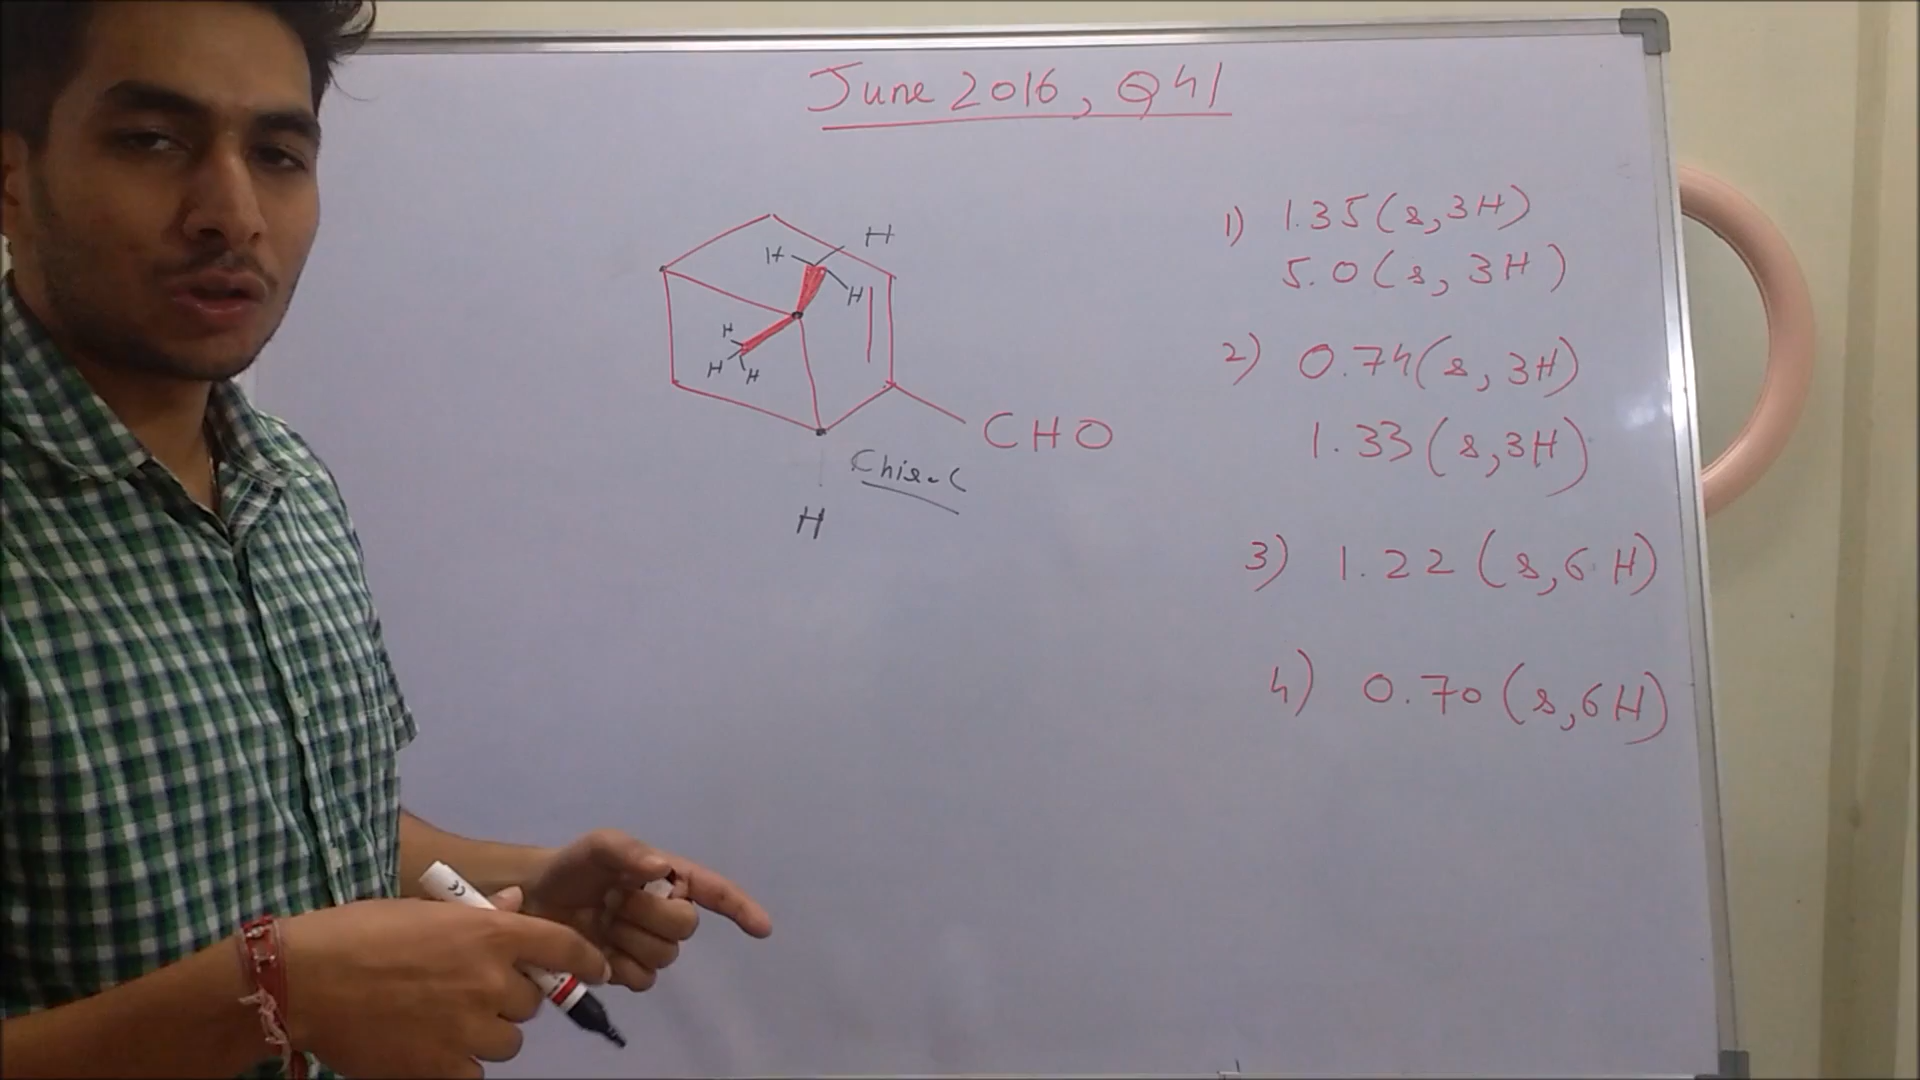 June 2016, Q41
1) 1.35(s, 3H)
5.0(s, 3H)
2) 0.74(s, 3H)
1.33(s, 3H)
3) 1.22 (s, 6H)
4) 0.70 (s, 6H)
H
H
H
H
H
H
CHO
H